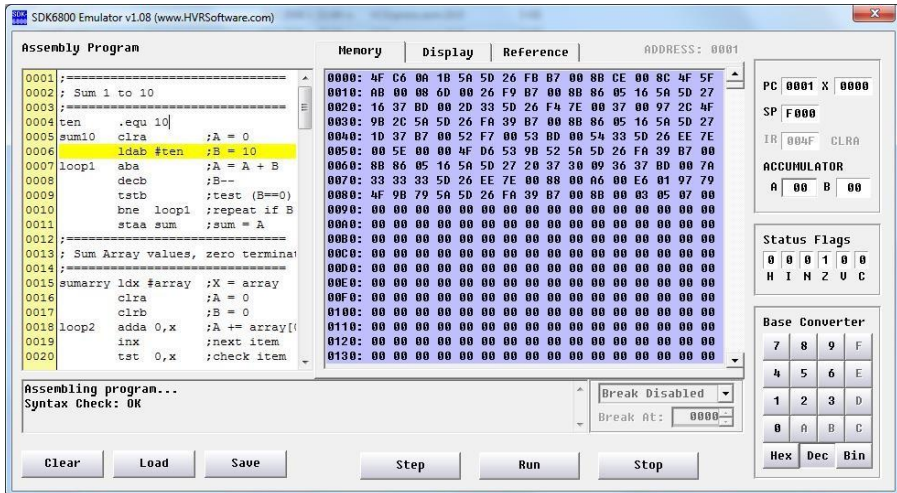 SDK6800 Emulator v1.08 (www.HVRSoftware.com)
Assembly Program
0001 ;===============================
0002 ; Sum 1 to 10
0003 ;===============================
0004 ten .equ 10
0005 sum10 clra ;A = 0
0006 ldab #ten ;B = 10
0007 loop1 aba ;A = A + B
0008 decb ;B--
0009 tstb ;test (B==0)
0010 bne loop1 ;repeat if B
0011 staa sum ;sum = A
0012 ;===============================
0013 ; Sum Array values, zero terminat
0014 ;===============================
0015 sumarry ldx #array ;X = array
0016 clra ;A = 0
0017 clrb ;B = 0
0018 loop2 adda 0,x ;A += array[(
0019 inx ;next item
0020 tst 0,x ;check item
Memory Display Reference ADDRESS: 0001
0000: 4F C6 0A 1B 5A 5D 26 FB B7 00 8B CE 00 8C 4F 5F
0010: AB 00 08 6D 00 26 F9 B7 00 8B 86 05 16 5A 5D 27
0020: 16 37 BD 00 2D 33 5D 26 F4 7E 00 37 00 97 2C 4F
0030: 9B 2C 5A 5D 26 FA 39 B7 00 8B 86 05 16 5A 5D 27
0040: 1D 37 B7 00 52 F7 00 53 BD 00 54 33 5D 26 EE 7E
0050: 00 5E 00 00 4F D6 53 9B 52 5A 5D 26 FA 39 B7 00
0060: 8B 86 05 16 5A 5D 27 20 37 30 09 36 37 BD 00 7A
0070: 33 33 33 5D 26 EE 7E 00 88 00 A6 00 E6 01 97 79
0080: 4F 9B 79 5A 5D 26 FA 39 B7 00 8B 00 03 05 07 00
0090: 00 00 00 00 00 00 00 00 00 00 00 00 00 00 00 00
00A0: 00 00 00 00 00 00 00 00 00 00 00 00 00 00 00 00
00B0: 00 00 00 00 00 00 00 00 00 00 00 00 00 00 00 00
00C0: 00 00 00 00 00 00 00 00 00 00 00 00 00 00 00 00
00D0: 00 00 00 00 00 00 00 00 00 00 00 00 00 00 00 00
00E0: 00 00 00 00 00 00 00 00 00 00 00 00 00 00 00 00
00F0: 00 00 00 00 00 00 00 00 00 00 00 00 00 00 00 00
0100: 00 00 00 00 00 00 00 00 00 00 00 00 00 00 00 00
0110: 00 00 00 00 00 00 00 00 00 00 00 00 00 00 00 00
0120: 00 00 00 00 00 00 00 00 00 00 00 00 00 00 00 00
0130: 00 00 00 00 00 00 00 00 00 00 00 00 00 00 00 00
PC 0001 X 0000
SP F000
IR 004F CLRA
ACCUMULATOR
A 00 B 00
Status Flags
0 0 0 1 0 0
H I N Z V C
Base Converter
7 8 9 F
4 5 6 E
1 2 3 D
0 A B C
Hex Dec Bin
Assembling program...
Syntax Check: OK
Break Disabled
Break At: 0000
Clear Load Save Step Run Stop